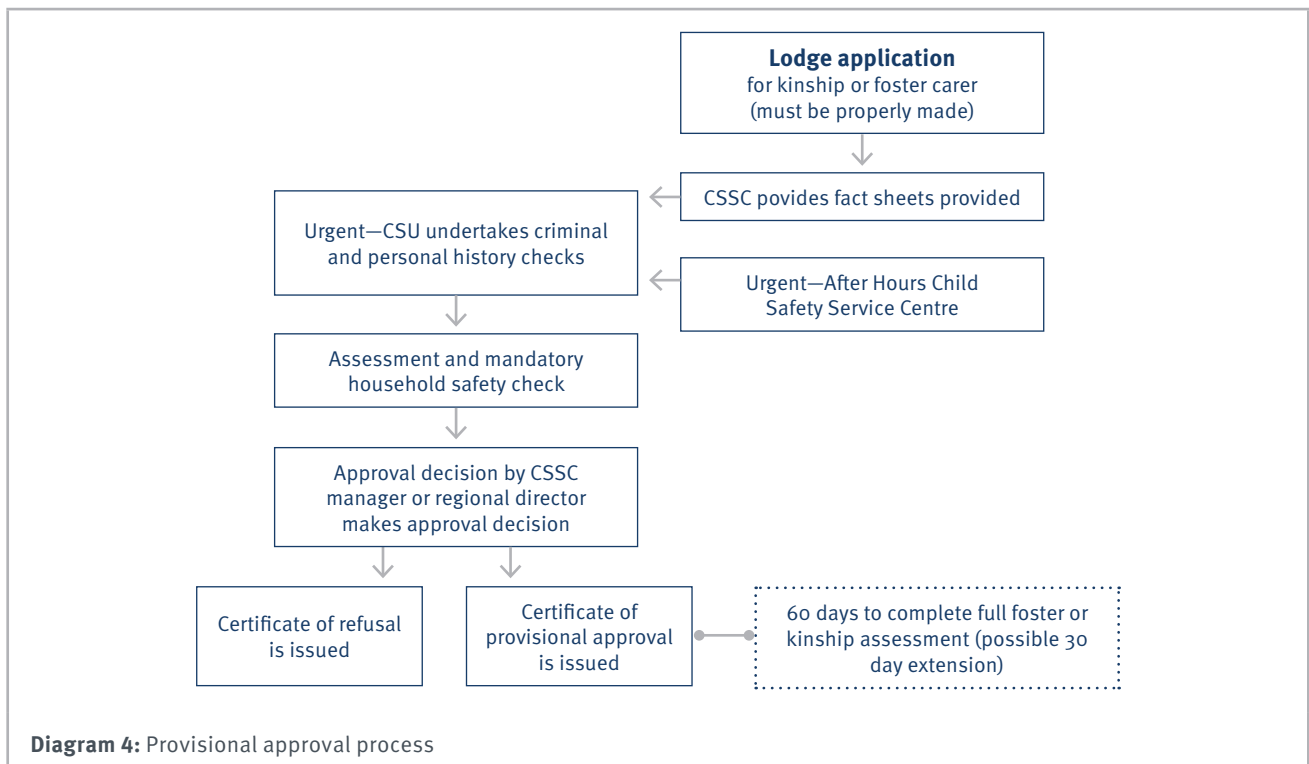 Lodge application
for kinship or foster carer
(must be properly made)
CSSC povides fact sheets provided
Urgent—CSU undertakes criminal
and personal history checks
Urgent—After Hours Child
Safety Service Centre
Assessment and mandatory
household safety check
Approval decision by CSSC
manager or regional director
makes approval decision
Certificate of refusal
is issued
Certificate of
provisional approval
is issued
60 days to complete full foster or
kinship assessment (possible 30
day extension)
Diagram 4: Provisional approval process